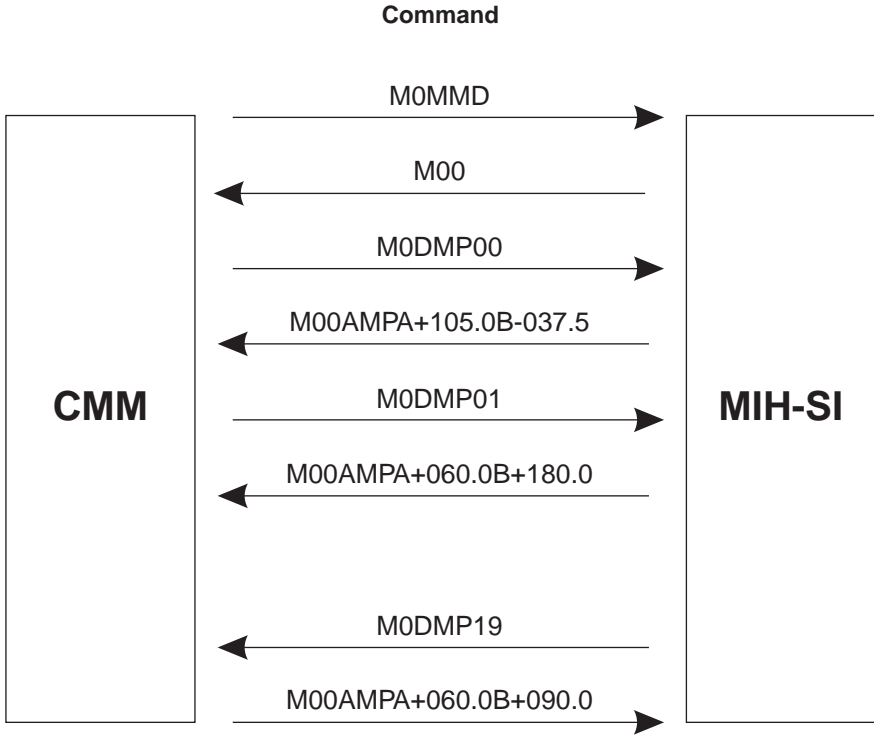 Command
M0MMD
M00
M0DMP00
M00AMPA+105.0B-037.5
CMM
M0DMP01
MIH-SI
M00AMPA+060.0B+180.0
M0DMP19
M00AMPA+060.0B+090.0